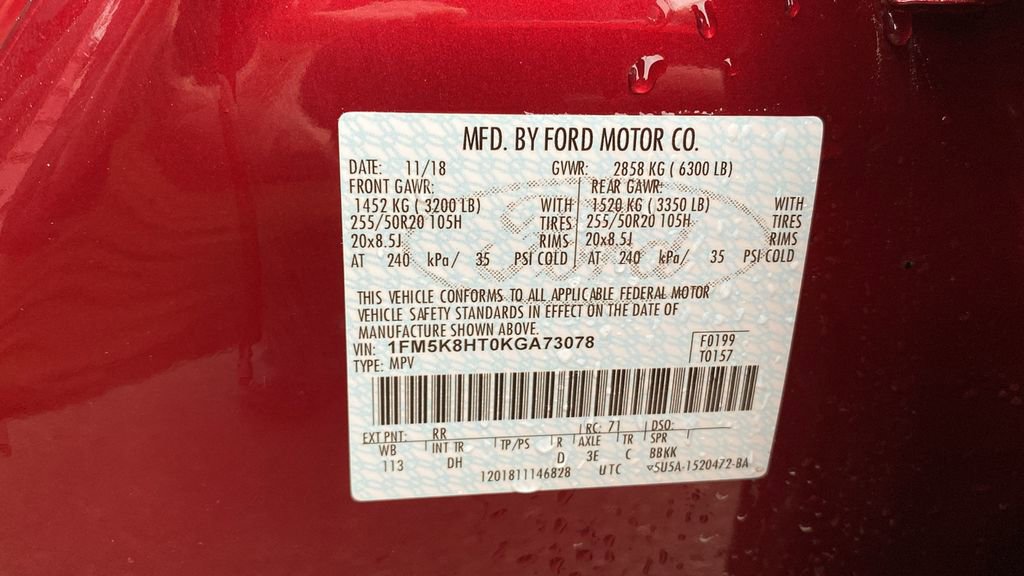 MFD. BY FORD MOTOR CO.
DATE: 11/18 GVWR: 2858 KG ( 6300 LB)
FRONT GAWR: REAR GAWR:
1452 KG ( 3200 LB) WITH 1520 KG ( 3350 LB) WITH
255/50R20 105H TIRES 255/50R20 105H TIRES
20x8.5J RIMS 20x8.5J RIMS
AT 240 kPa/ 35 PSI COLD AT 240 kPa/ 35 PSI COLD
Ford
THIS VEHICLE CONFORMS TO ALL APPLICABLE FEDERAL MOTOR
VEHICLE SAFETY STANDARDS IN EFFECT ON THE DATE OF
MANUFACTURE SHOWN ABOVE.
VIN: 1FM5K8HT0KGA73078 F0199
TYPE: MPV T0157
EXT PNT: RR RC: 71 DSO:
WB INT TR TP/PS R AXLE TR SPR
113 DH D 3E C BBKK
1201811146828 UTC ▽5U5A-1520472-BA